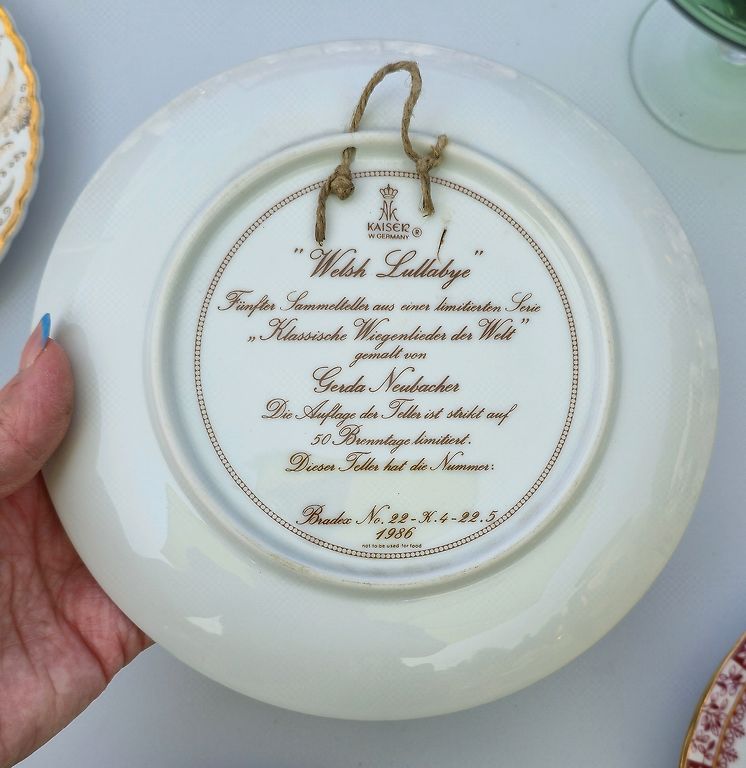 KAISER ®
W. GERMANY
"Welsh Lullabye"
Fünfter Sammelteller aus einer limitierten Serie
„Klassische Wiegenlieder der Welt"
gemalt von
Gerda Neubacher
Die Auflage der Teller ist strikt auf
50 Brenntage limitiert.
Dieser Teller hat die Nummer:
Bradex No. 22-K.4-22.5
1986
not to be used for food